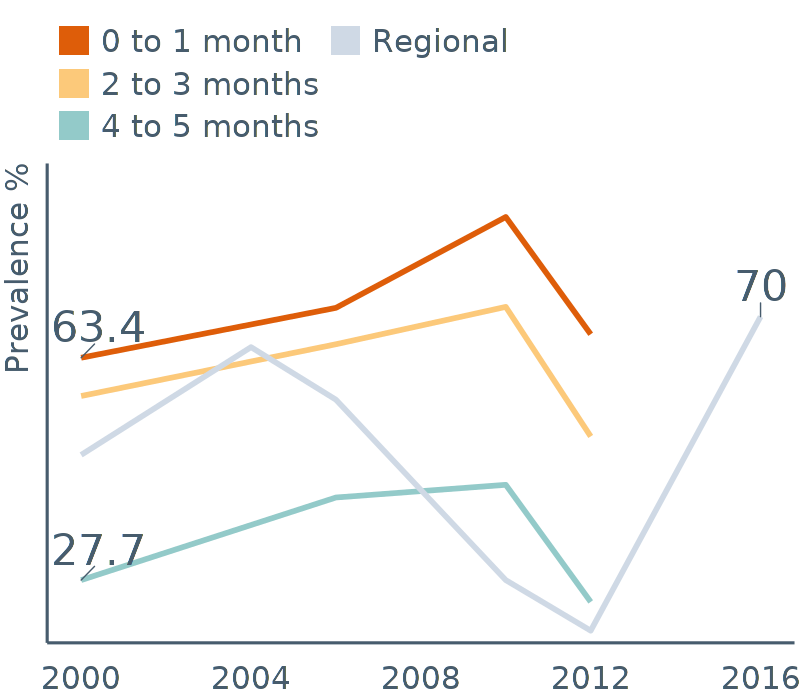 0 to 1 month
Regional
2 to 3 months
4 to 5 months
Prevalence %
70
63.4
27.7
2000 2004 2008 2012 2016